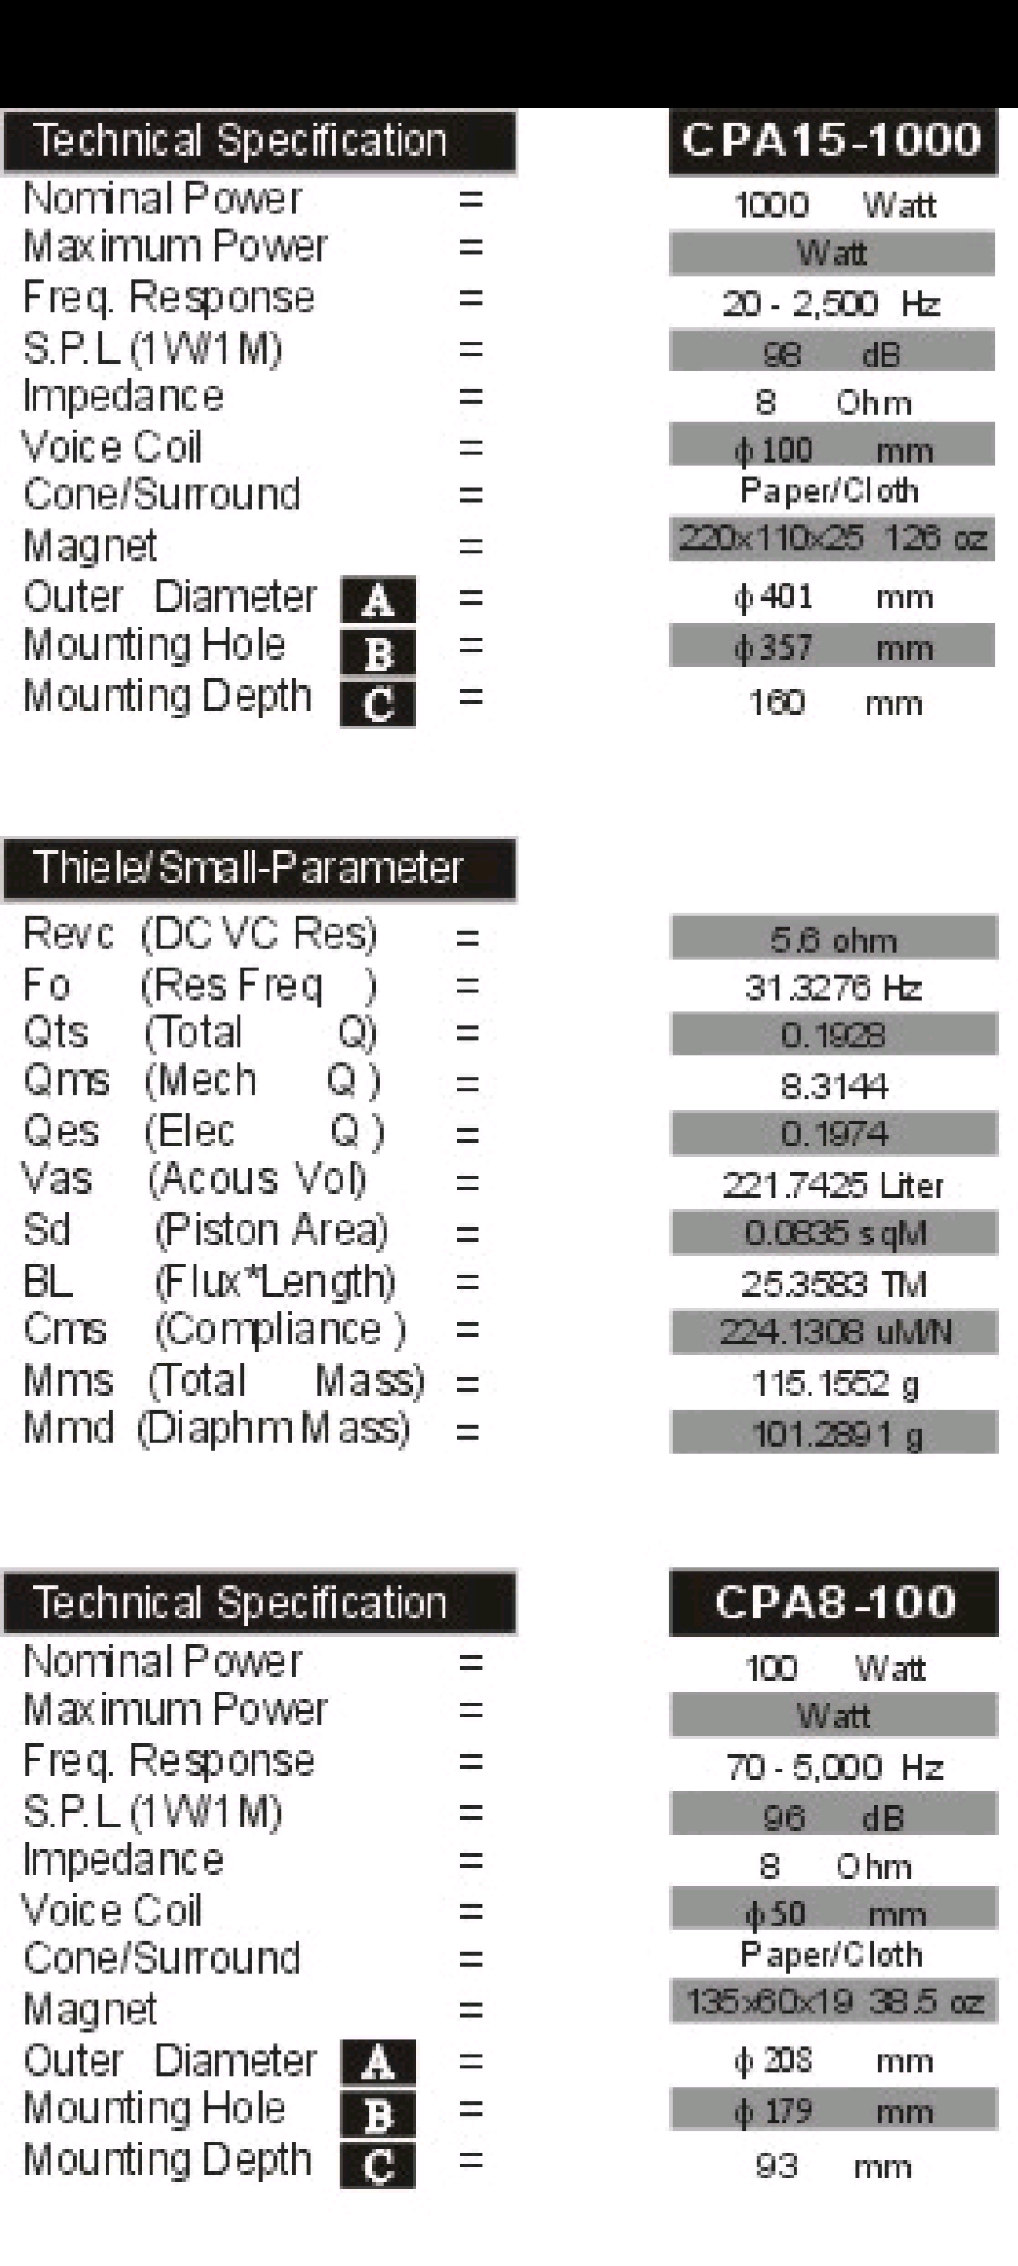 Technical Specification CPA15-1000
Nominal Power = 1000 Watt
Maximum Power = Watt
Freq. Response = 20 - 2,500 Hz
S.P.L (1W/1M) = 98 dB
Impedance = 8 Ohm
Voice Coil = ϕ 100 mm
Cone/Surround = Paper/Cloth
Magnet = 220x110x25 126 oz
Outer Diameter A = ϕ 401 mm
Mounting Hole B = ϕ 357 mm
Mounting Depth C = 160 mm
Thiele/Small-Parameter
Revc (DC VC Res) = 5.6 ohm
Fo (Res Freq ) = 31.3276 Hz
Qts (Total Q) = 0.1928
Qms (Mech Q ) = 8.3144
Qes (Elec Q ) = 0.1974
Vas (Acous Vol) = 221.7425 Liter
Sd (Piston Area) = 0.0835 sqM
BL (Flux*Length) = 25.3583 TM
Cms (Compliance ) = 224.1308 uM/N
Mms (Total Mass) = 115.1552 g
Mmd (Diaphm Mass) = 101.2891 g
Technical Specification CPA8-100
Nominal Power = 100 Watt
Maximum Power = Watt
Freq. Response = 70 - 5,000 Hz
S.P.L (1W/1M) = 96 dB
Impedance = 8 Ohm
Voice Coil = ϕ 50 mm
Cone/Surround = Paper/Cloth
Magnet = 135x60x19 38.5 oz
Outer Diameter A = ϕ 208 mm
Mounting Hole B = ϕ 179 mm
Mounting Depth C = 93 mm